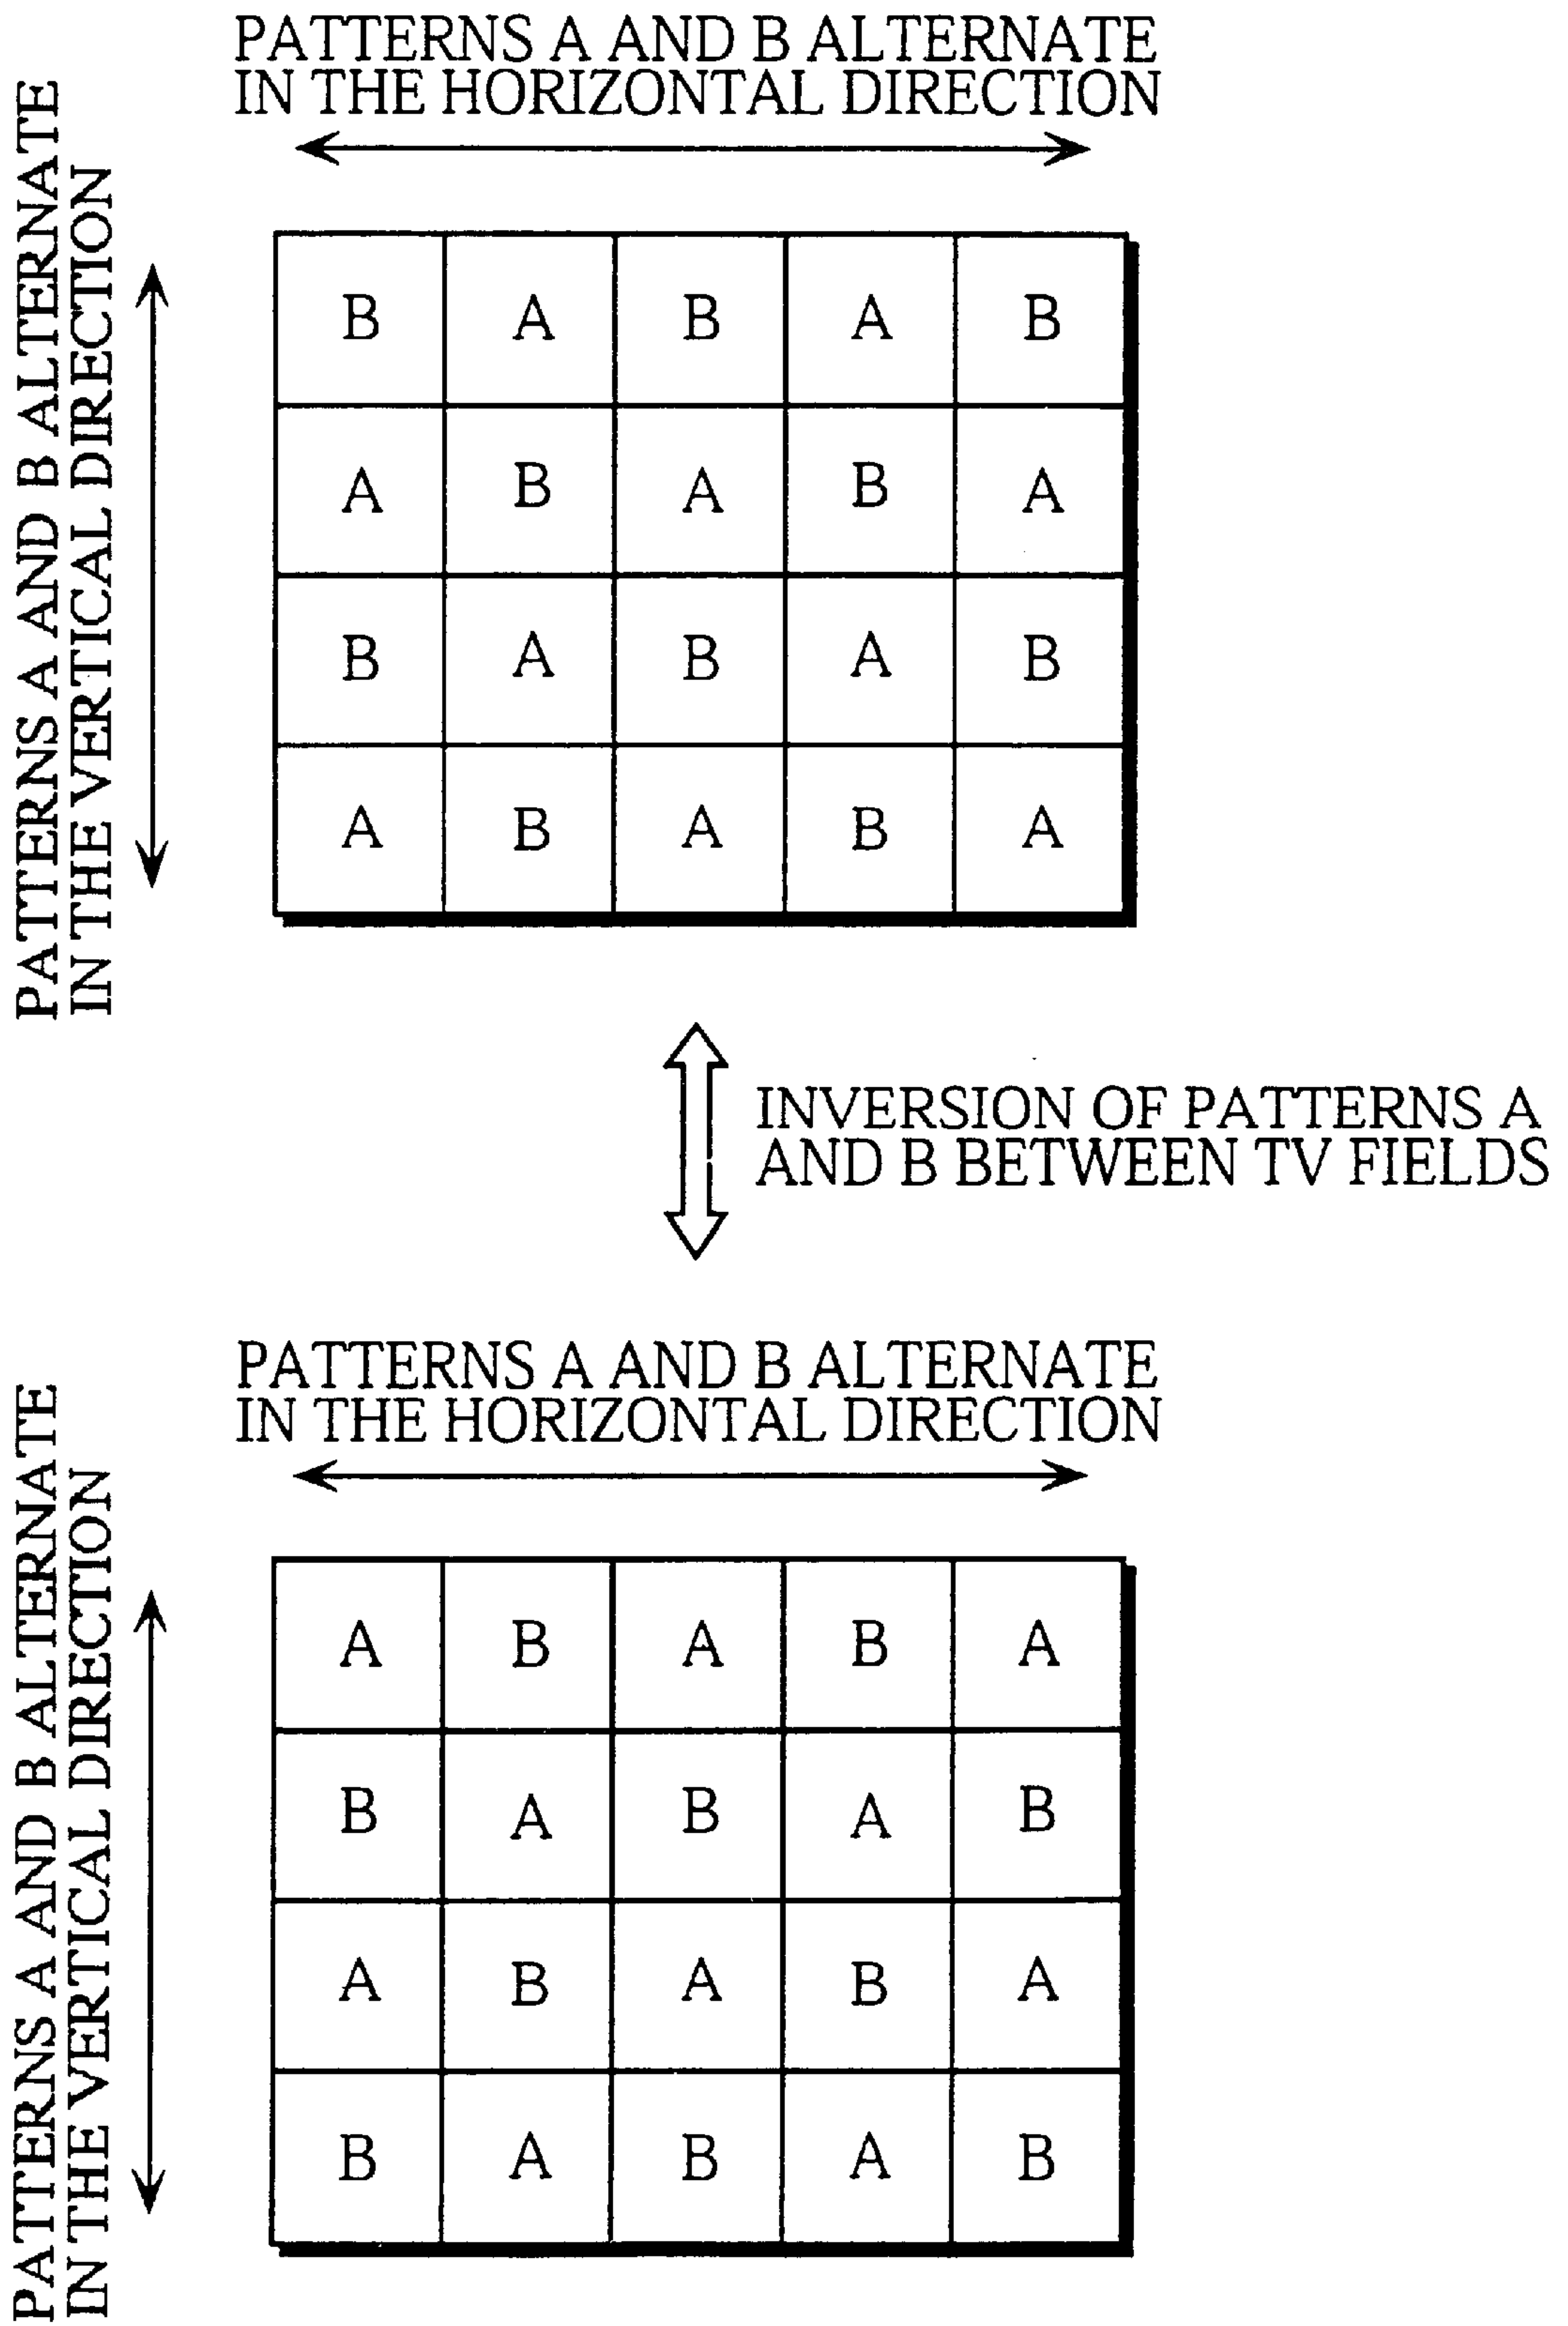 PATTERNS A AND B ALTERNATE
IN THE HORIZONTAL DIRECTION
PATTERNS A AND B ALTERNATE
IN THE VERTICAL DIRECTION
B A B A B
A B A B A
B A B A B
A B A B A
INVERSION OF PATTERNS A
AND B BETWEEN TV FIELDS
PATTERNS A AND B ALTERNATE
IN THE HORIZONTAL DIRECTION
PATTERNS A AND B ALTERNATE
IN THE VERTICAL DIRECTION
A B A B A
B A B A B
A B A B A
B A B A B